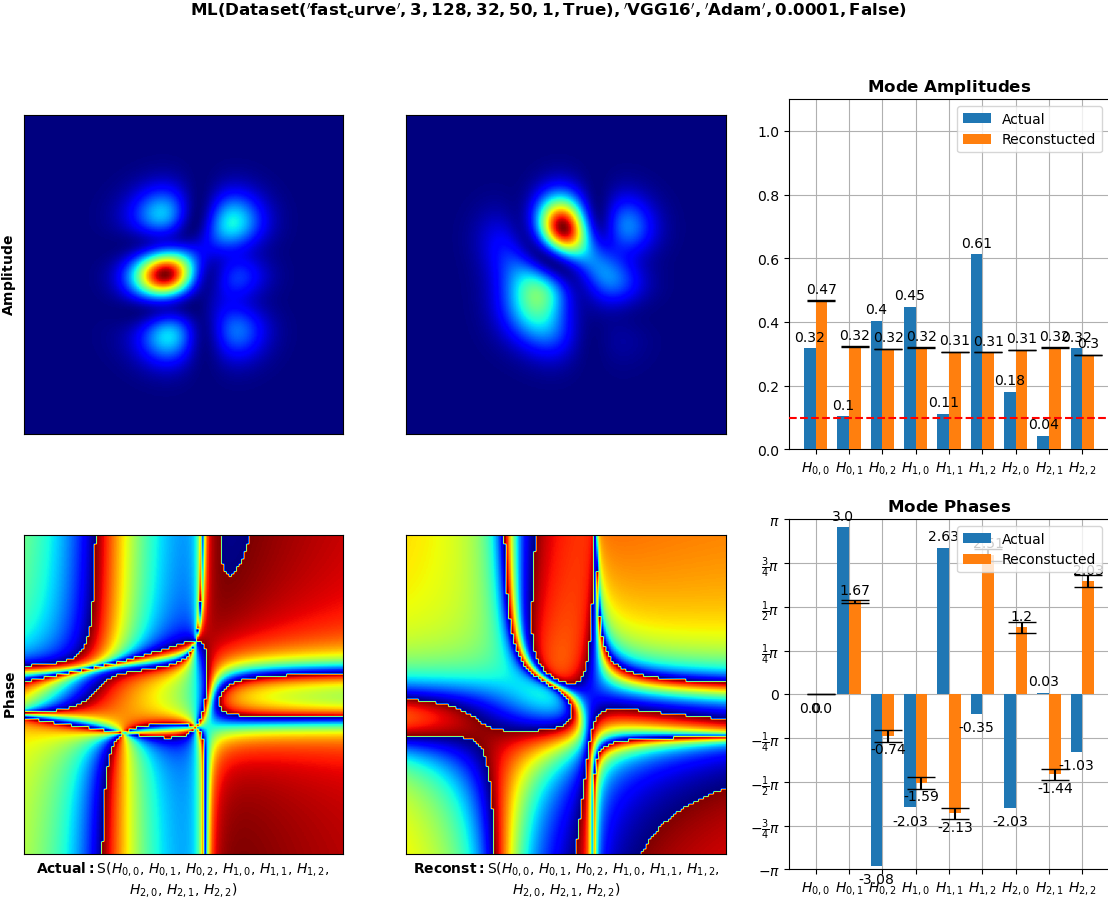 ML(Dataset('fast_curve', 3, 128, 32, 50, 1, True), 'VGG16', 'Adam', 0.0001, False)
Amplitude
Mode Amplitudes
Actual
Reconstucted
1.0
0.8
0.6
0.4
0.2
0.0
0.32 0.1 0.4 0.45 0.11 0.61 0.18 0.04 0.32
0.47 0.32 0.32 0.32 0.31 0.31 0.31 0.32 0.3
H0,0 H0,1 H0,2 H1,0 H1,1 H1,2 H2,0 H2,1 H2,2
Phase
Actual: S(H0,0, H0,1, H0,2, H1,0, H1,1, H1,2,
H2,0, H2,1, H2,2)
Reconst: S(H0,0, H0,1, H0,2, H1,0, H1,1, H1,2,
H2,0, H2,1, H2,2)
Mode Phases
Actual
Reconstucted
π
3/4π
1/2π
1/4π
0
−1/4π
−1/2π
−3/4π
−π
0.0 3.0 -3.08 -2.03 2.63 -0.35 -2.03 0.03 -1.03
0.0 1.67 -0.74 -1.59 -2.13 1.2 -1.44 2.03
H0,0 H0,1 H0,2 H1,0 H1,1 H1,2 H2,0 H2,1 H2,2